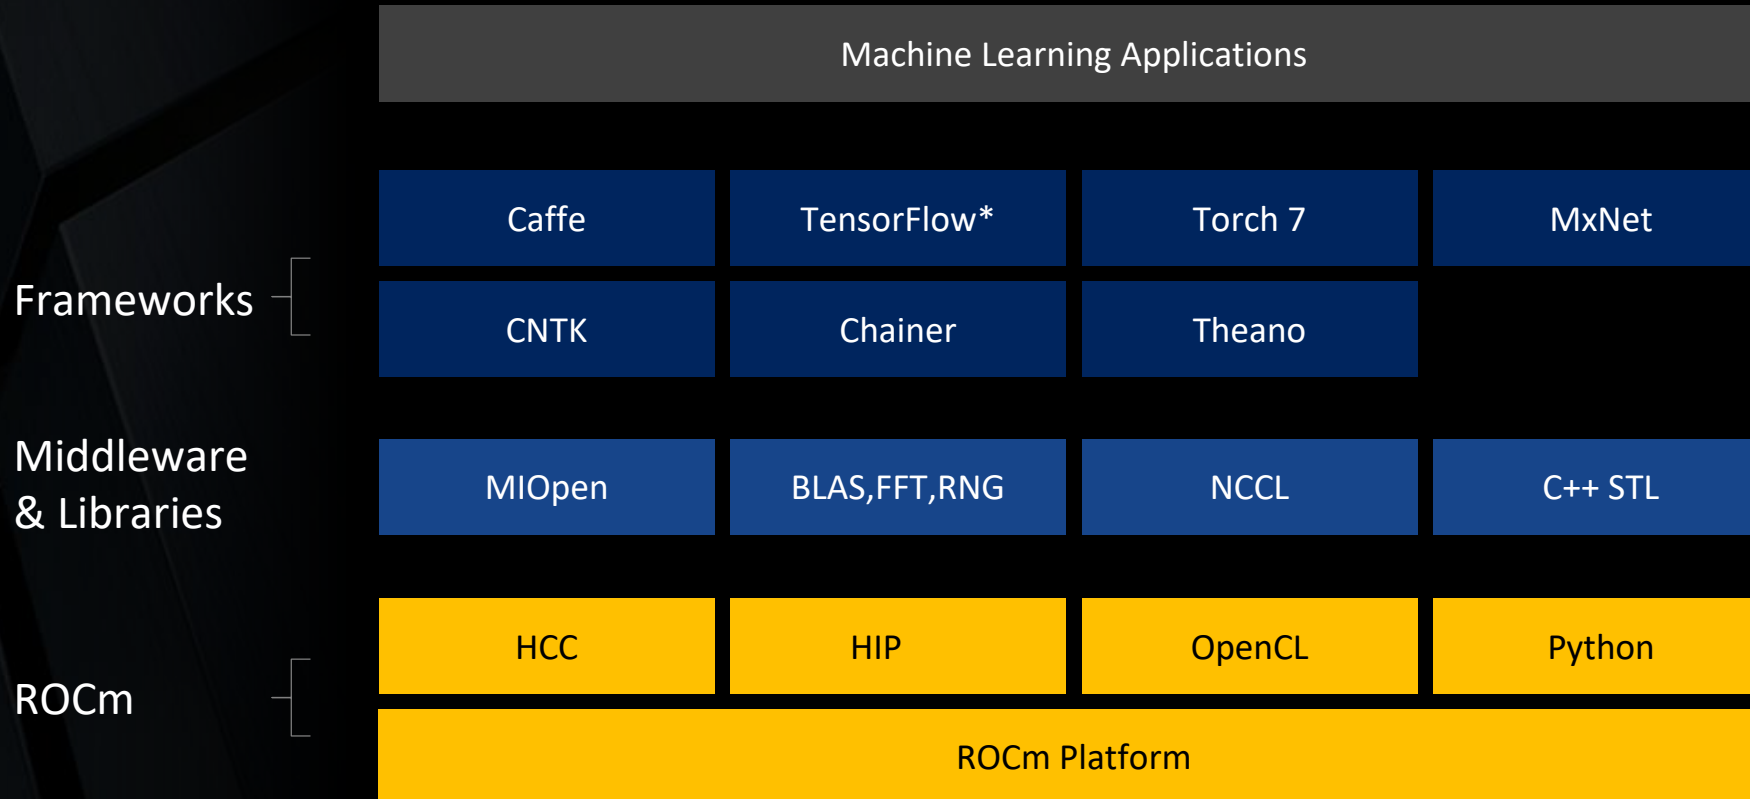 Machine Learning Applications
Frameworks
Caffe
TensorFlow*
Torch 7
MxNet
CNTK
Chainer
Theano
Middleware
& Libraries
MIOpen
BLAS,FFT,RNG
NCCL
C++ STL
ROCm
HCC
HIP
OpenCL
Python
ROCm Platform